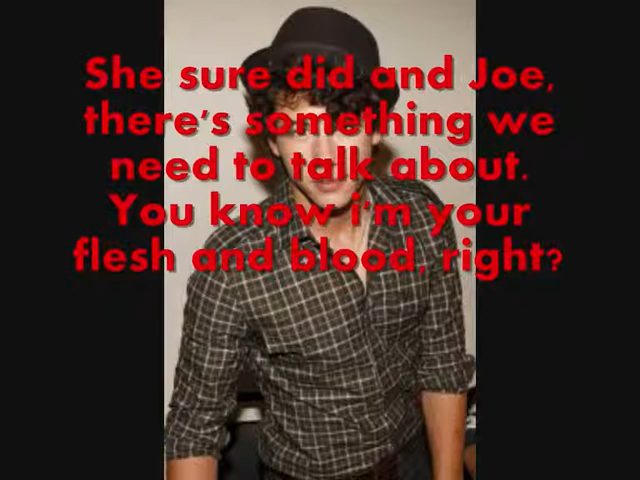 She sure did and Joe,
there's something we
need to talk about.
You know i'm your
flesh and blood, right?